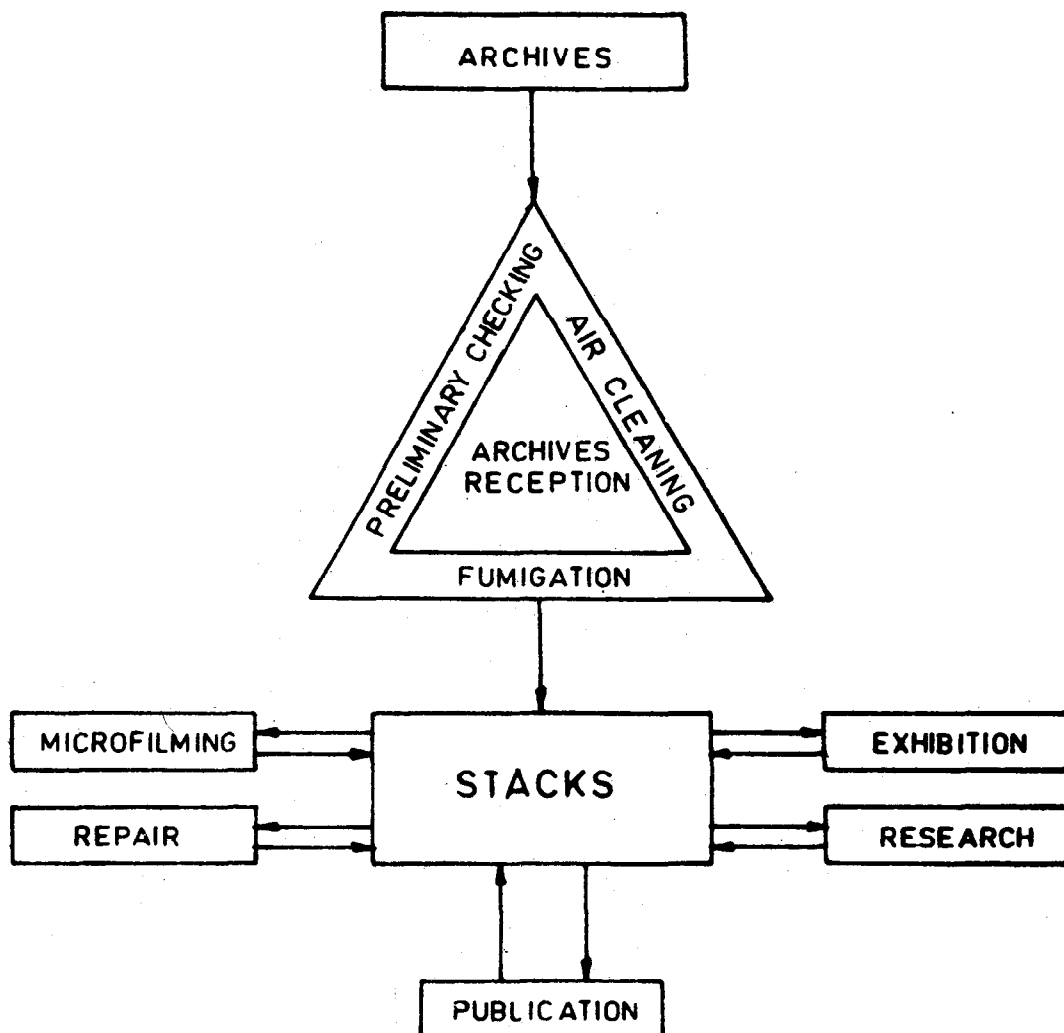 ARCHIVES
PRELIMINARY CHECKING
AIR CLEANING
ARCHIVES
RECEPTION
FUMIGATION
MICROFILMING
STACKS
EXHIBITION
REPAIR
RESEARCH
PUBLICATION